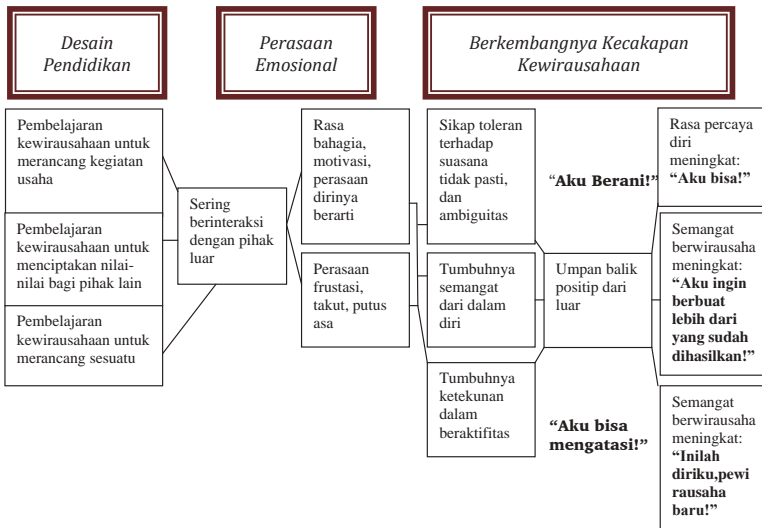 Desain
Pendidikan
Perasaan
Emosional
Berkembangnya Kecakapan
Kewirausahaan
Pembelajaran
kewirausahaan untuk
merancang kegiatan
usaha
Pembelajaran
kewirausahaan untuk
menciptakan nilai-
nilai bagi pihak lain
Pembelajaran
kewirausahaan untuk
merancang sesuatu
Sering
berinteraksi
dengan pihak
luar
Rasa
bahagia,
motivasi,
perasaan
dirinya
berarti
Perasaan
frustasi,
takut, putus
asa
Sikap toleran
terhadap
suasana
tidak pasti,
dan
ambiguitas
Tumbuhnya
semangat
dari dalam
diri
Tumbuhnya
ketekunan
dalam
beraktifitas
“Aku Berani!”
Umpan balik
positip dari
luar
“Aku bisa
mengatasi!”
Rasa percaya
diri
meningkat:
“Aku bisa!”
Semangat
berwirausaha
meningkat:
“Aku ingin
berbuat
lebih dari
yang sudah
dihasilkan!”
Semangat
berwirausaha
meningkat:
“Inilah
diriku,pewi
rausaha
baru!”